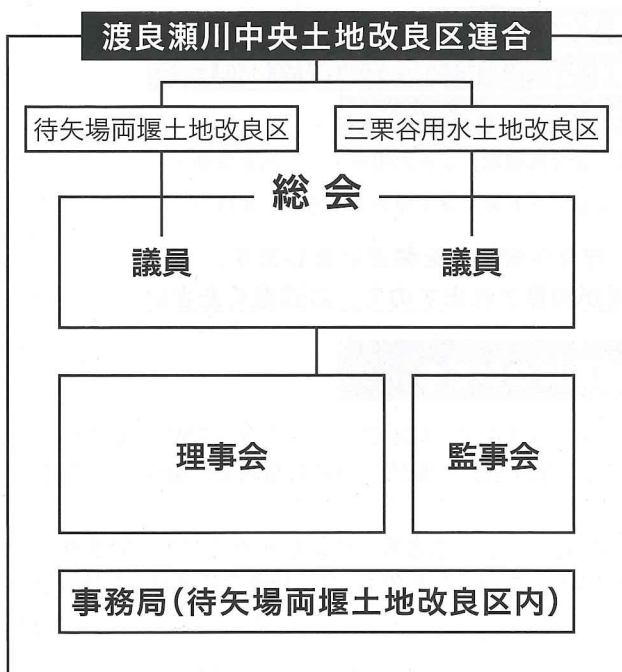 渡良瀬川中央土地改良区連合
待矢場両堰土地改良区
三栗谷用水土地改良区
総会
議員
議員
理事会
監事会
事務局(待矢場両堰土地改良区内)